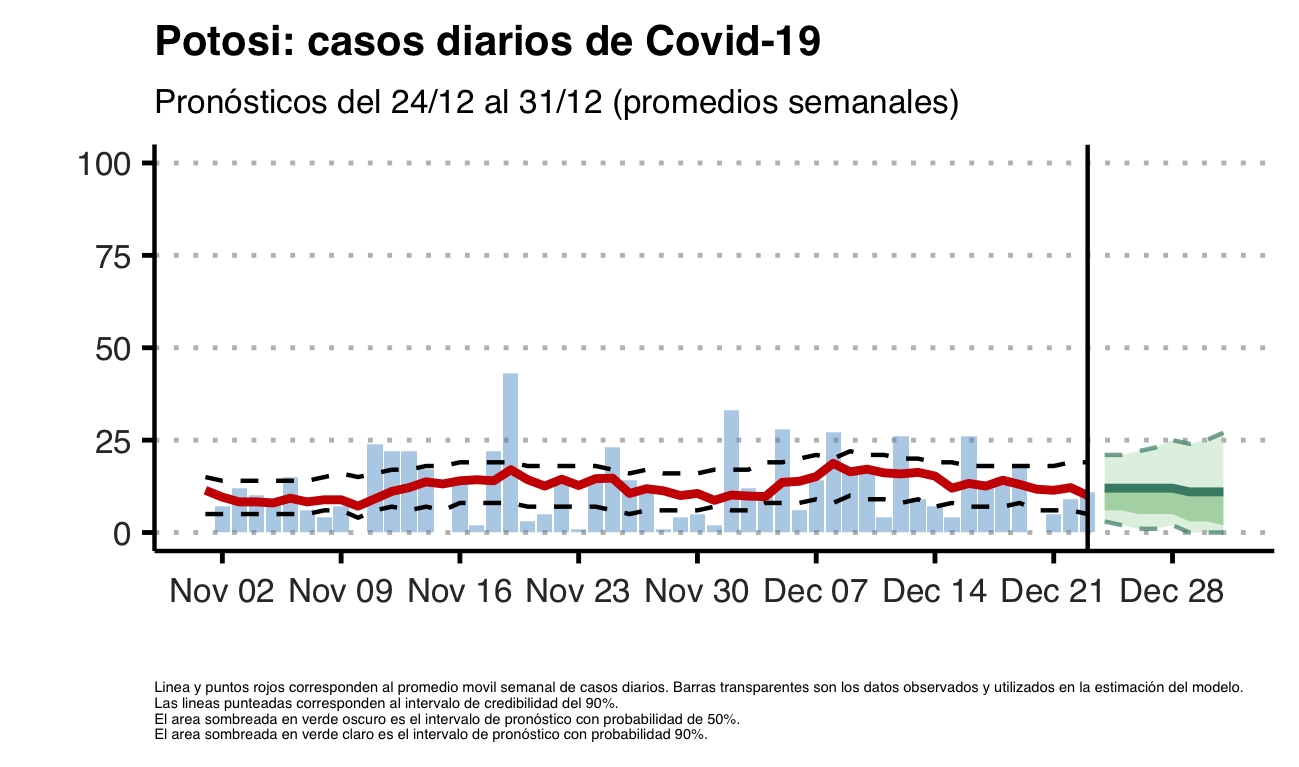 Potosi: casos diarios de Covid-19
Pronósticos del 24/12 al 31/12 (promedios semanales)
100
75
50
25
0
Nov 02 Nov 09 Nov 16 Nov 23 Nov 30 Dec 07 Dec 14 Dec 21 Dec 28
Linea y puntos rojos corresponden al promedio movil semanal de casos diarios. Barras transparentes son los datos observados y utilizados en la estimación del modelo.
Las lineas punteadas corresponden al intervalo de credibilidad del 90%.
El area sombreada en verde oscuro es el intervalo de pronóstico con probabilidad de 50%.
El area sombreada en verde claro es el intervalo de pronóstico con probabilidad 90%.